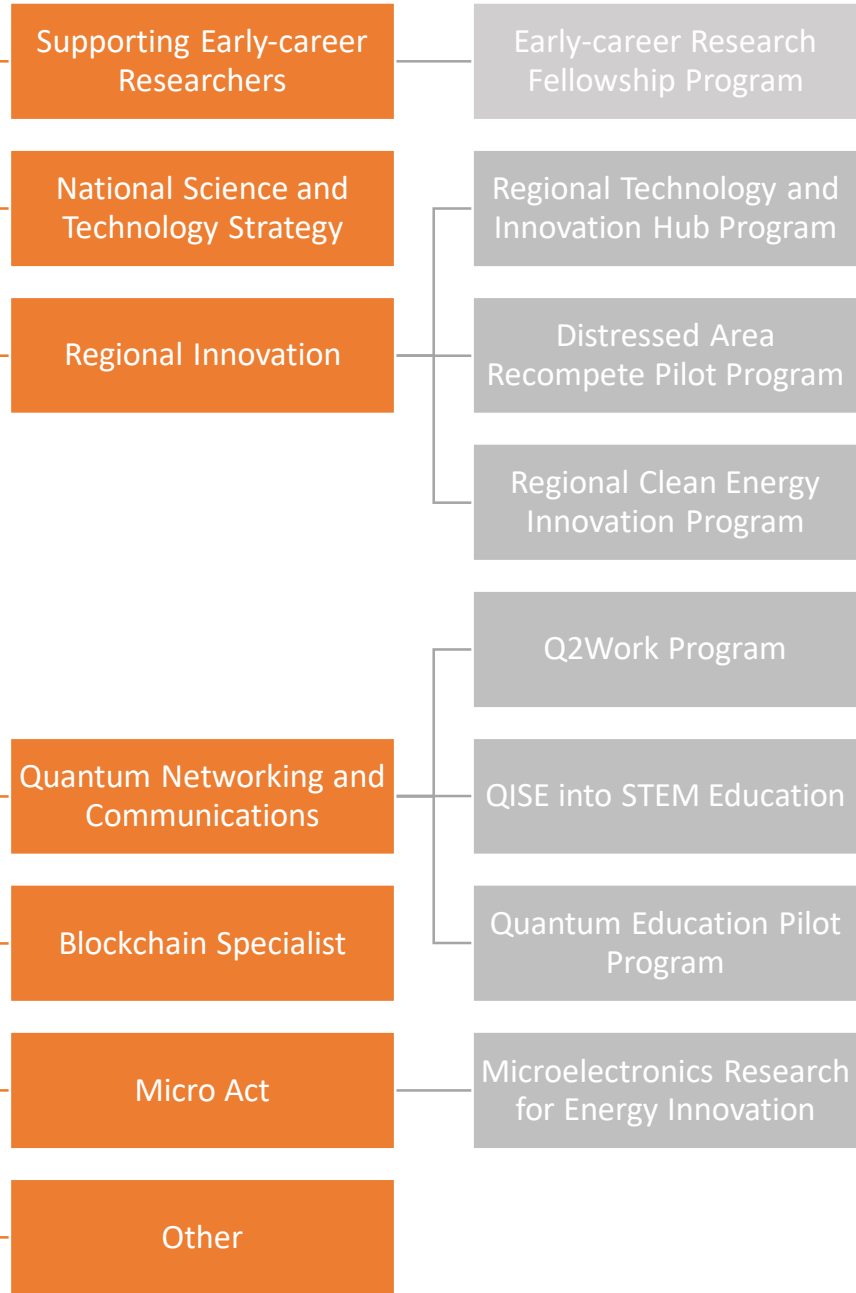 Supporting Early-career
Researchers
Early-career Research
Fellowship Program
National Science and
Technology Strategy
Regional Technology and
Innovation Hub Program
Regional Innovation
Distressed Area
Recompete Pilot Program
Regional Clean Energy
Innovation Program
Q2Work Program
Quantum Networking and
Communications
QISE into STEM Education
Blockchain Specialist
Quantum Education Pilot
Program
Micro Act
Microelectronics Research
for Energy Innovation
Other